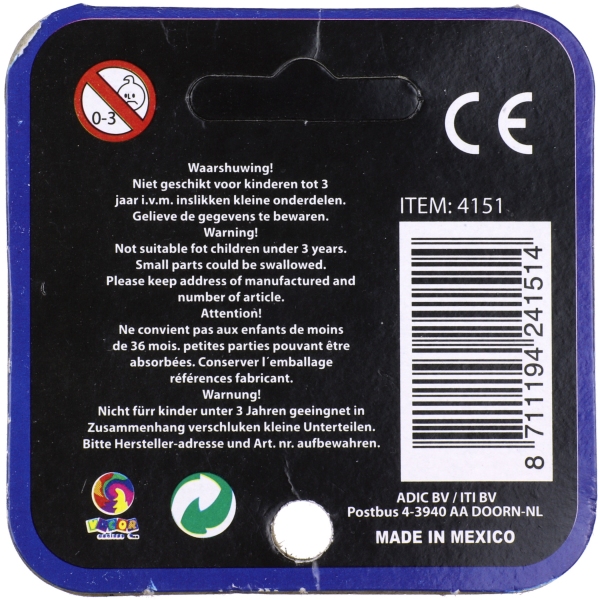 0-3
CE
Waarshuwing!
Niet geschikt voor kinderen tot 3
jaar i.v.m. inslikken kleine onderdelen.
Gelieve de gegevens te bewaren.
Warning!
Not suitable fot children under 3 years.
Small parts could be swallowed.
Please keep address of manufactured and
number of article.
Attention!
Ne convient pas aux enfants de moins
de 36 mois. petites parties pouvant être
absorbées. Conserver l´emballage
références fabricant.
Warnung!
Nicht fürr kinder unter 3 Jahren geeingnet in
Zusammenhang verschluken kleine Unterteilen.
Bitte Hersteller-adresse und Art. nr. aufbewahren.
ITEM: 4151
8 711194 241514
VACOR
ADIC BV / ITI BV
Postbus 4-3940 AA DOORN-NL
MADE IN MEXICO